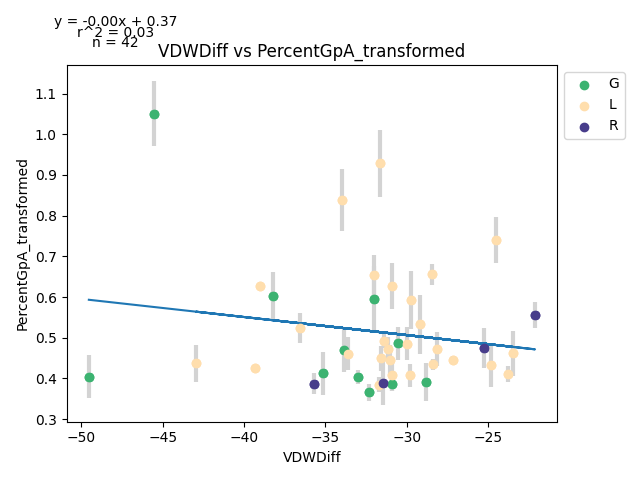 y = -0.00x + 0.37
r^2 = 0.03
n = 42
VDWDiff vs PercentGpA_transformed
G
L
R
PercentGpA_transformed
1.1
1.0
0.9
0.8
0.7
0.6
0.5
0.4
0.3
−50
−45
−40
−35
−30
−25
VDWDiff